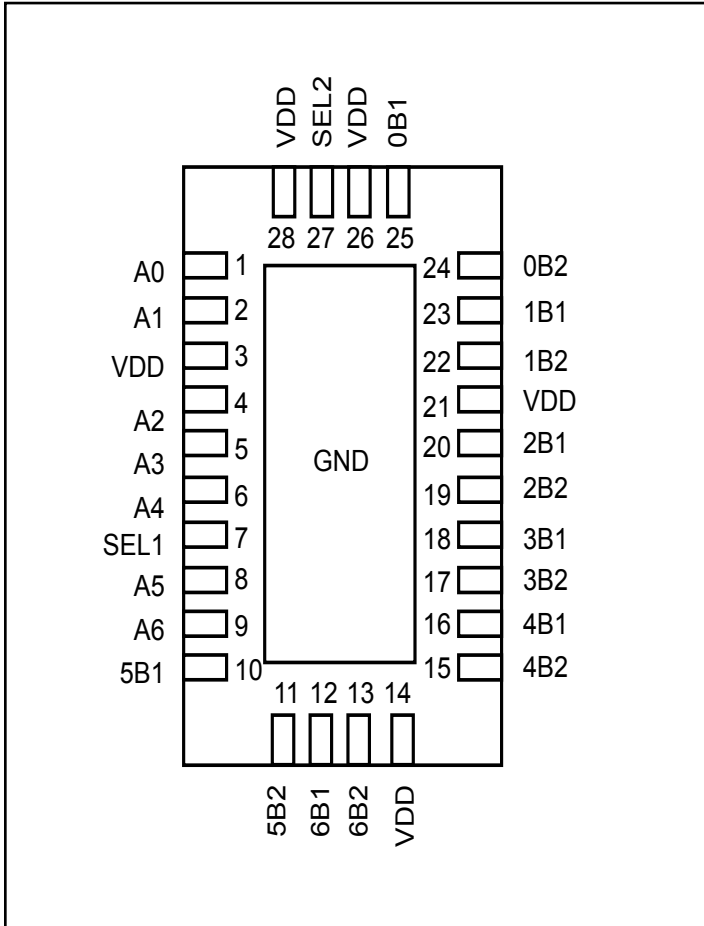 VDD SEL2 VDD 0B1
28 27 26 25
A0 1 24 0B2
A1 2 23 1B1
VDD 3 22 1B2
A2 4 21 VDD
A3 5 20 2B1
A4 6 19 2B2
GND
SEL1 7 18 3B1
A5 8 17 3B2
A6 9 16 4B1
5B1 10 15 4B2
11 12 13 14
5B2 6B1 6B2 VDD